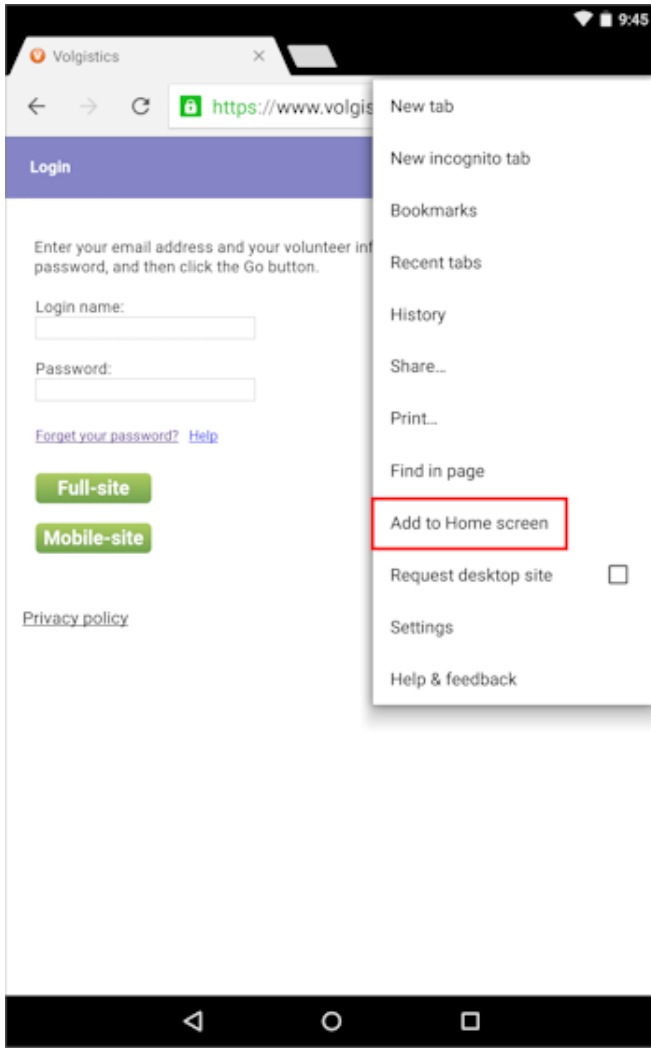 9:45
Volgistics
https://www.volgis
Login
Enter your email address and your volunteer inf
password, and then click the Go button.
Login name:
Password:
Forget your password? Help
Full-site
Mobile-site
Privacy policy
New tab
New incognito tab
Bookmarks
Recent tabs
History
Share...
Print...
Find in page
Add to Home screen
Request desktop site
Settings
Help & feedback